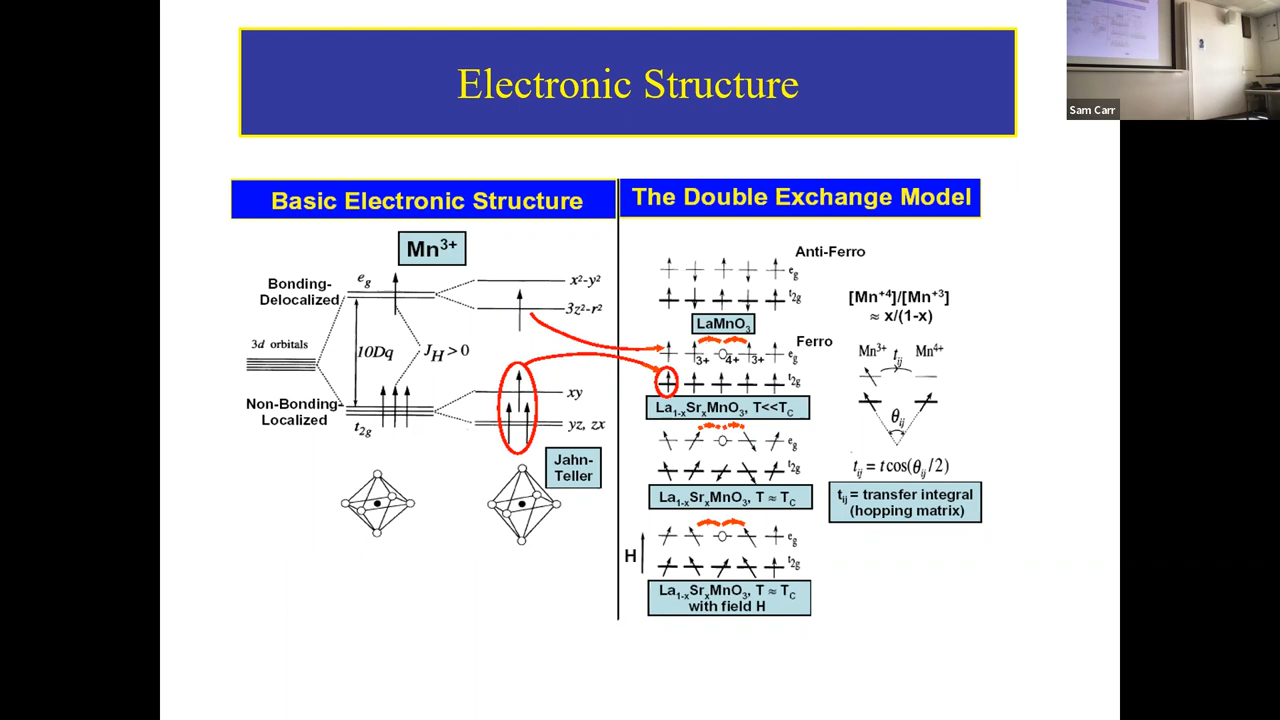 Electronic Structure
Sam Carr
Basic Electronic Structure
Mn³⁺
Bonding-
Delocalized
e_g
x²-y²
3z²-r²
3d orbitals
10Dq
J_H > 0
Non-Bonding-
Localized
t_2g
xy
yz, zx
Jahn-
Teller
The Double Exchange Model
Anti-Ferro
e_g
t_2g
LaMnO₃
Ferro
3+ 4+ 3+ e_g
t_2g
La₁₋ₓSrₓMnO₃, T<<T_C
e_g
t_2g
La₁₋ₓSrₓMnO₃, T ≈ T_C
H
e_g
t_2g
La₁₋ₓSrₓMnO₃, T ≈ T_C
with field H
[Mn⁺⁴]/[Mn⁺³]
≈ x/(1-x)
Mn³⁺ t_ij Mn⁴⁺
θ_ij
t_ij = t cos(θ_ij/2)
t_ij = transfer integral
(hopping matrix)